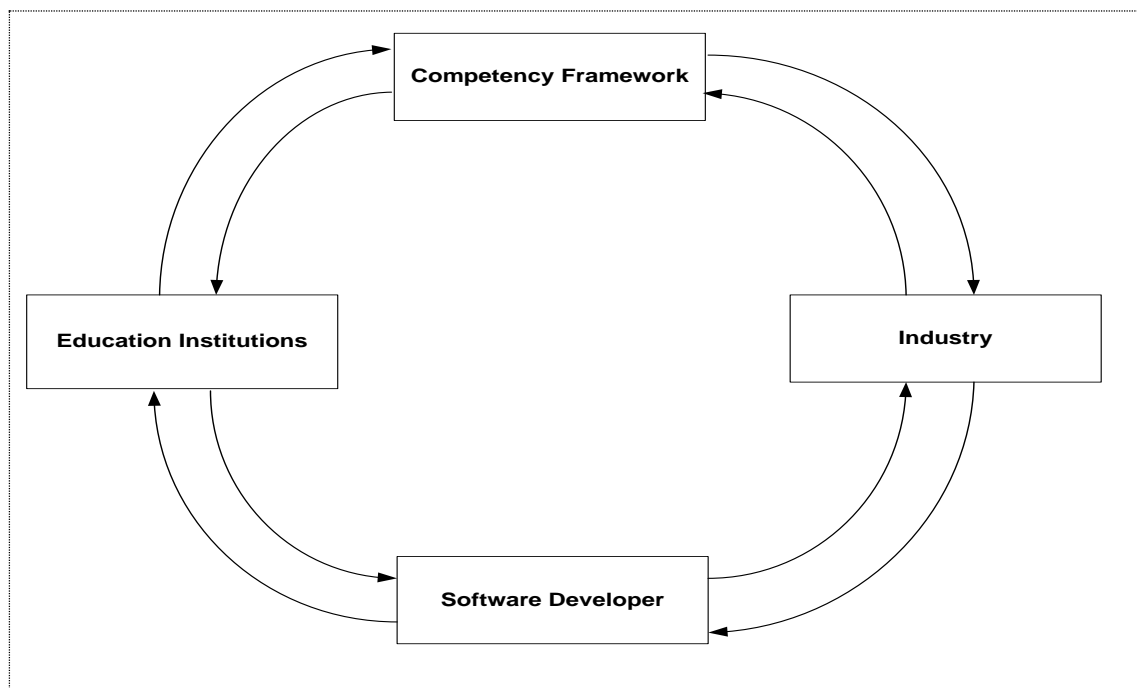 Competency Framework
Education Institutions
Industry
Software Developer